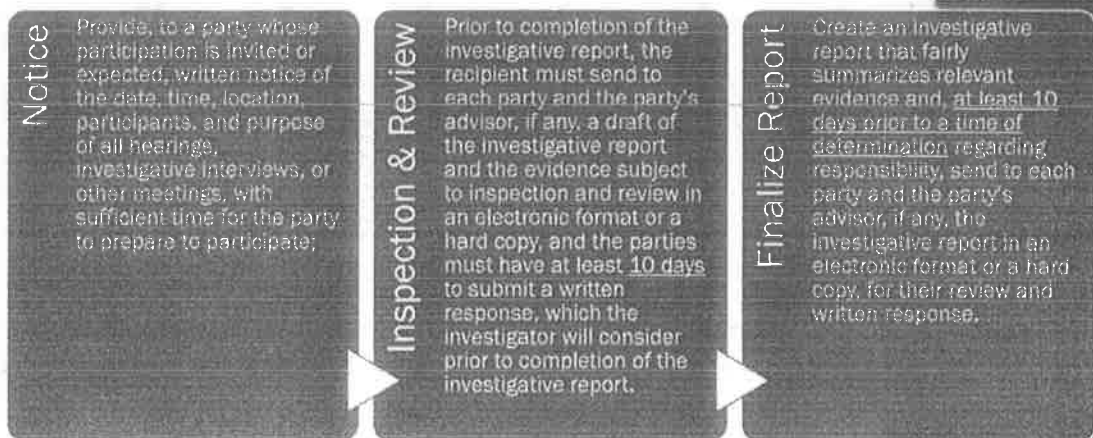 Notice
Provide, to a party whose
participation is invited or
expected, written notice of
the date, time, location,
participants, and purpose
of all hearings,
investigative interviews, or
other meetings, with
sufficient time for the party
to prepare to participate;
Inspection & Review
Prior to completion of the
investigative report, the
recipient must send to
each party and the party's
advisor, if any, a draft of
the investigative report
and the evidence subject
to inspection and review in
an electronic format or a
hard copy, and the parties
must have at least 10 days
to submit a written
response, which the
investigator will consider
prior to completion of the
investigative report.
Finalize Report
Create an investigative
report that fairly
summarizes relevant
evidence and, at least 10
days prior to a time of
determination regarding
responsibility, send to each
party and the party's
advisor, if any, the
investigative report in an
electronic format or a hard
copy, for their review and
written response.